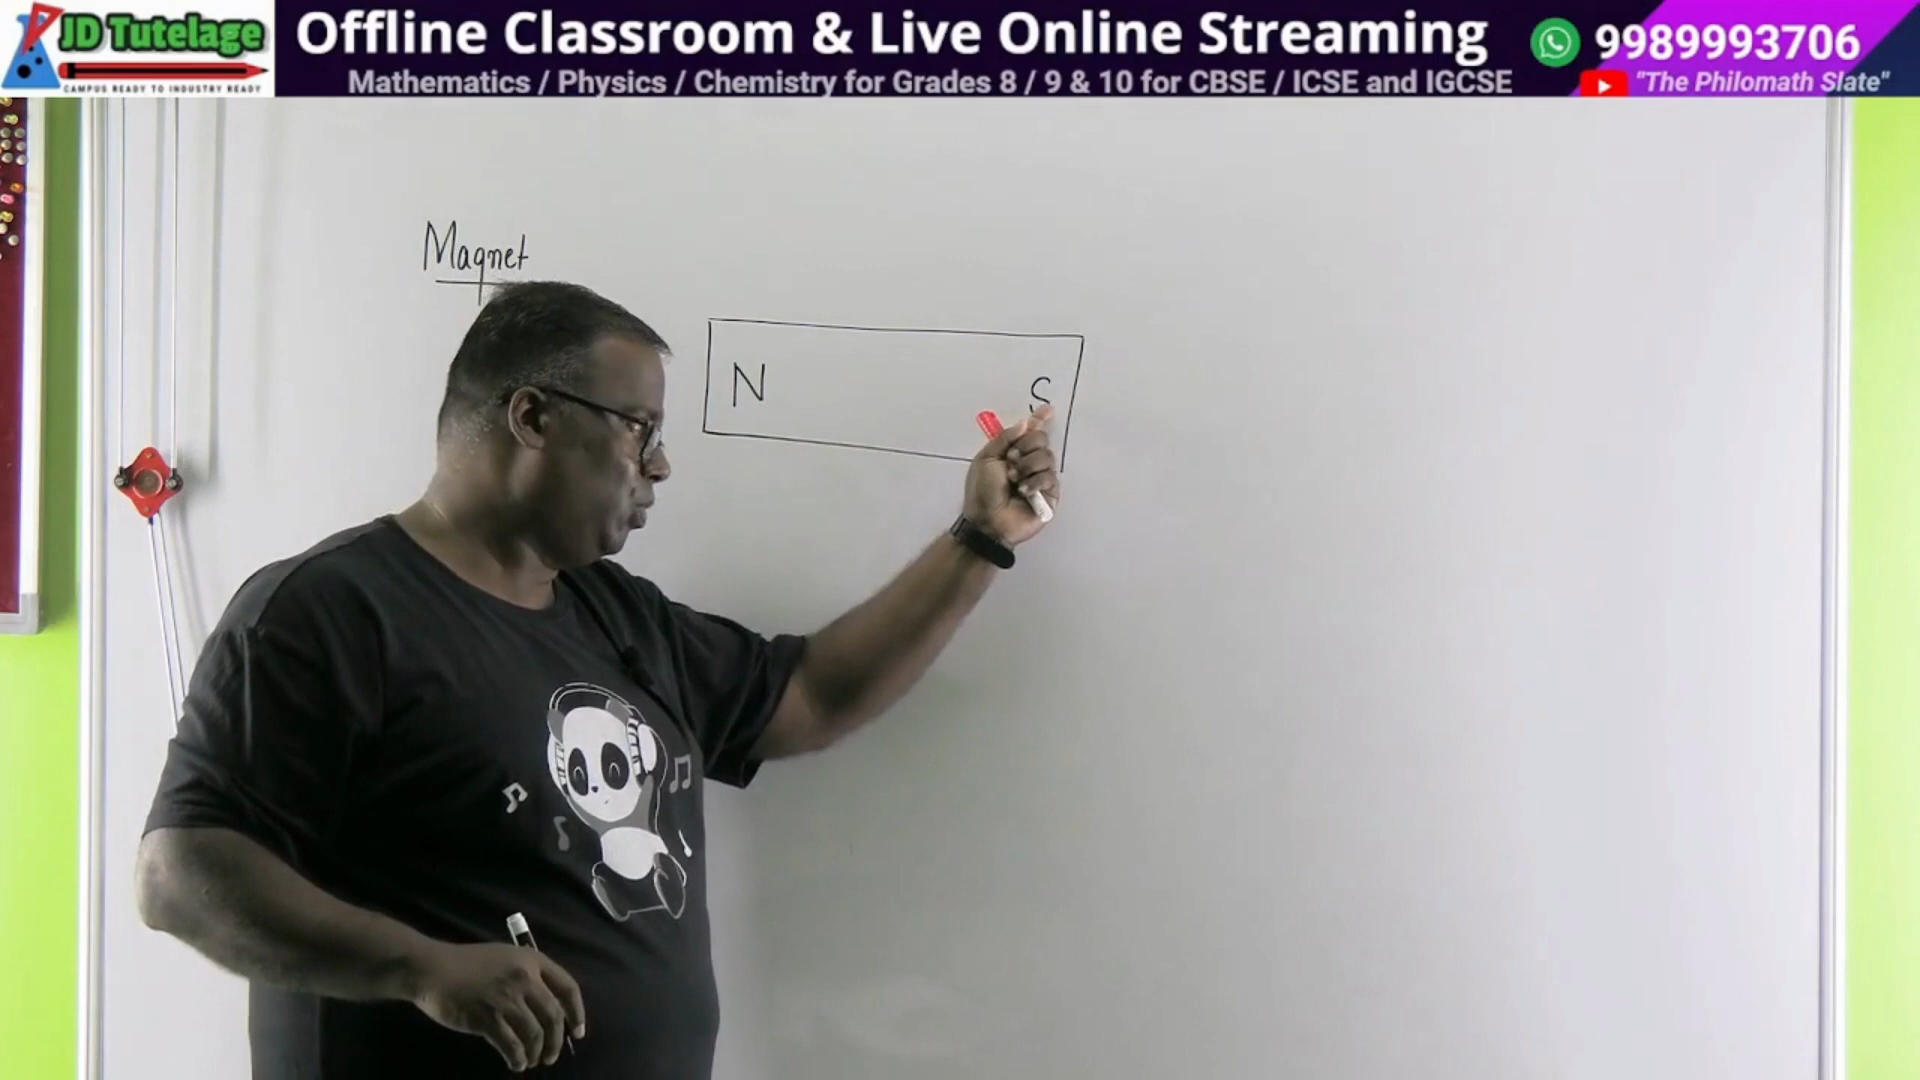 JD Tutelage
CAMPUS READY TO INDUSTRY READY
Offline Classroom & Live Online Streaming
Mathematics / Physics / Chemistry for Grades 8 / 9 & 10 for CBSE / ICSE and IGCSE
9989993706
"The Philomath Slate"
Magnet
N S